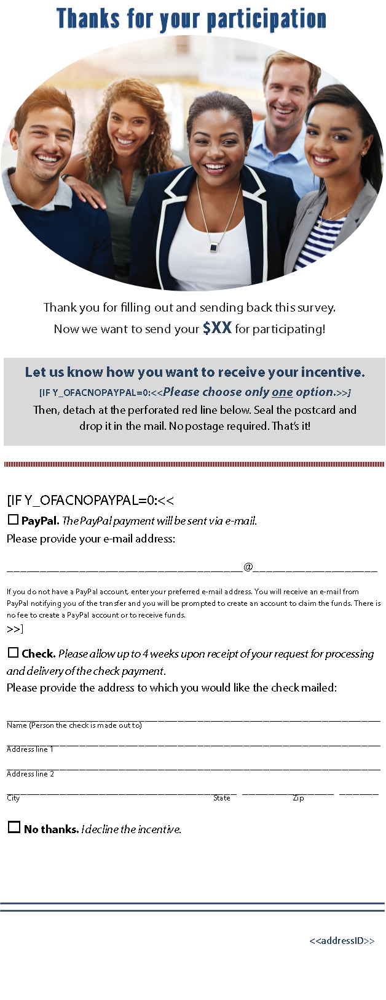 Thanks for your participation
Thank you for filling out and sending back this survey.
Now we want to send your $XX for participating!
Let us know how you want to receive your incentive.
[IF Y_OFACNOPAYPAL=0:<<Please choose only one option.>>]
Then, detach at the perforated red line below. Seal the postcard and
drop it in the mail. No postage required. That's it!
[IF Y_OFACNOPAYPAL=0:<<
☐ PayPal. The PayPal payment will be sent via e-mail.
Please provide your e-mail address:
____________________________________@___________________
If you do not have a PayPal account, enter your preferred e-mail address. You will receive an e-mail from
PayPal notifying you of the transfer and you will be prompted to create an account to claim the funds. There is
no fee to create a PayPal account or to receive funds.
>>]
☐ Check. Please allow up to 4 weeks upon receipt of your request for processing
and delivery of the check payment.
Please provide the address to which you would like the check mailed:
Name (Person the check is made out to)
Address line 1
Address line 2
City State Zip
☐ No thanks. I decline the incentive.
<<addressID>>